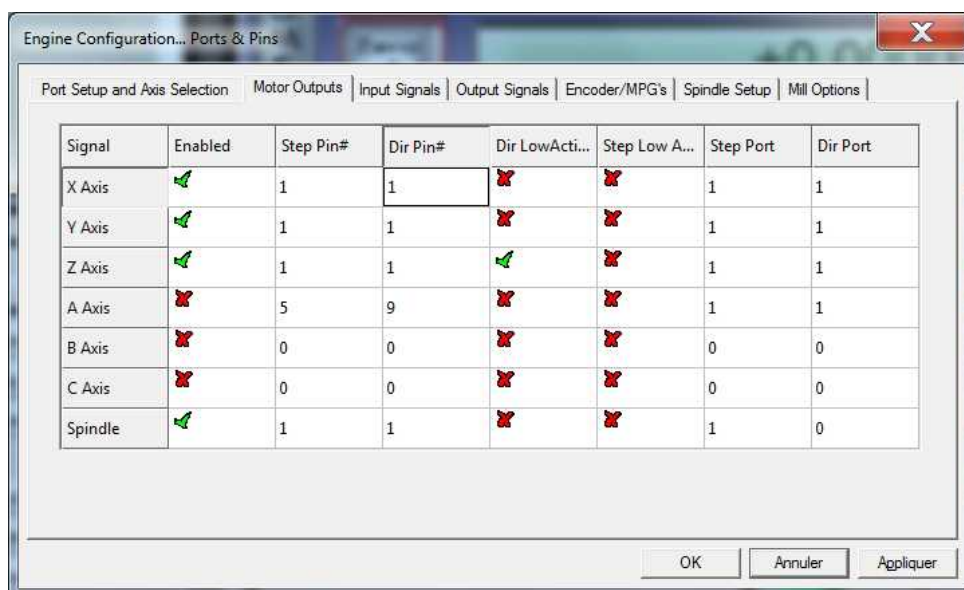 Engine Configuration... Ports & Pins
Port Setup and Axis Selection Motor Outputs Input Signals Output Signals Encoder/MPG's Spindle Setup Mill Options
Signal Enabled Step Pin# Dir Pin# Dir LowActi... Step Low A... Step Port Dir Port
X Axis 1 1 1 1
Y Axis 1 1 1 1
Z Axis 1 1 1 1
A Axis 5 9 1 1
B Axis 0 0 0 0
C Axis 0 0 0 0
Spindle 1 1 1 0
OK Annuler Appliquer